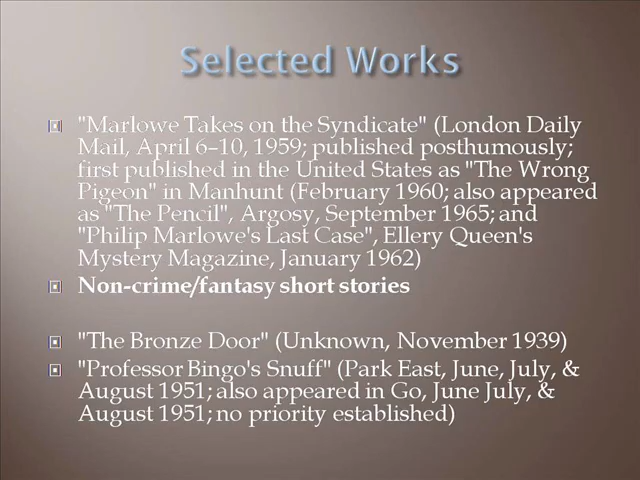 Selected Works
"Marlowe Takes on the Syndicate" (London Daily
Mail, April 6–10, 1959; published posthumously;
first published in the United States as "The Wrong
Pigeon" in Manhunt (February 1960; also appeared
as "The Pencil", Argosy, September 1965; and
"Philip Marlowe's Last Case", Ellery Queen's
Mystery Magazine, January 1962)
Non-crime/fantasy short stories
"The Bronze Door" (Unknown, November 1939)
"Professor Bingo's Snuff" (Park East, June, July, &
August 1951; also appeared in Go, June July, &
August 1951; no priority established)